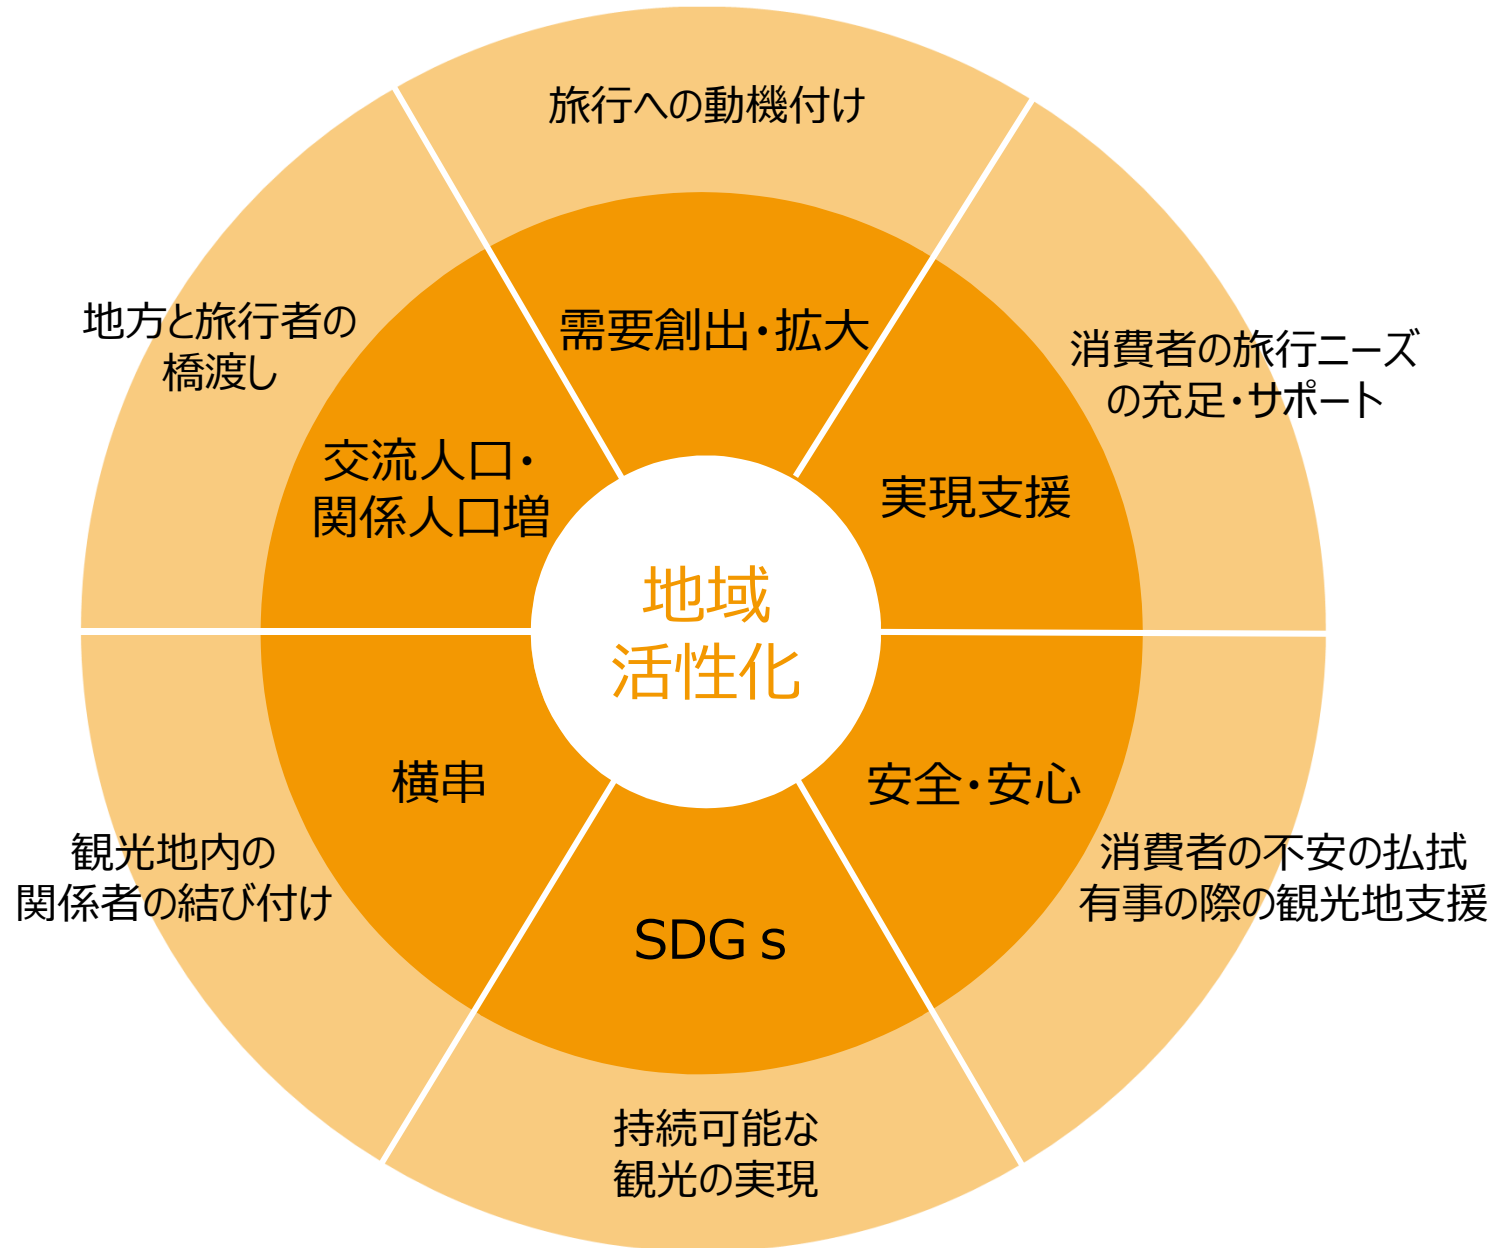 旅行への動機付け
需要創出・拡大
地方と旅行者の
橋渡し
交流人口・
関係人口増
消費者の旅行ニーズ
の充足・サポート
実現支援
地域
活性化
横串
安全・安心
観光地内の
関係者の結び付け
消費者の不安の払拭
有事の際の観光地支援
SDGs
持続可能な
観光の実現